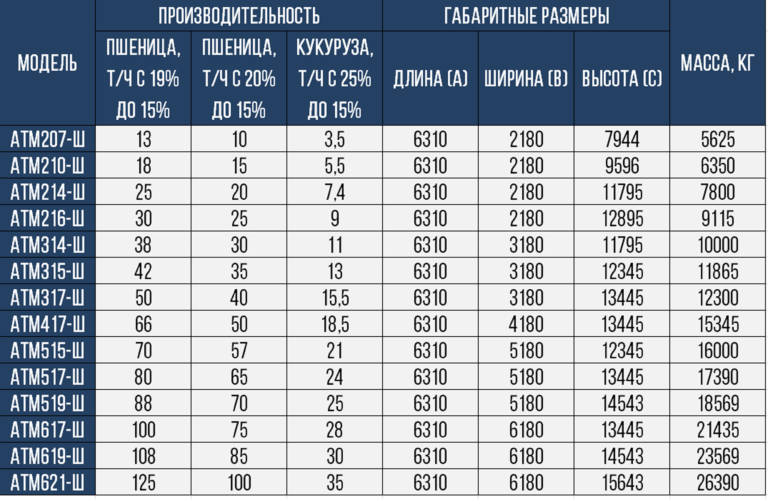 МОДЕЛЬ
ПРОИЗВОДИТЕЛЬНОСТЬ
ГАБАРИТНЫЕ РАЗМЕРЫ
МАССА, КГ
ПШЕНИЦА, Т/Ч С 19% ДО 15%
ПШЕНИЦА, Т/Ч С 20% ДО 15%
КУКУРУЗА, Т/Ч С 25% ДО 15%
ДЛИНА (А)
ШИРИНА (В)
ВЫСОТА (С)
АТМ207-Ш 13 10 3,5 6310 2180 7944 5625
АТМ210-Ш 18 15 5,5 6310 2180 9596 6350
АТМ214-Ш 25 20 7,4 6310 2180 11795 7800
АТМ216-Ш 30 25 9 6310 2180 12895 9115
АТМ314-Ш 38 30 11 6310 3180 11795 10000
АТМ315-Ш 42 35 13 6310 3180 12345 11865
АТМ317-Ш 50 40 15,5 6310 3180 13445 12300
АТМ417-Ш 66 50 18,5 6310 4180 13445 15345
АТМ515-Ш 70 57 21 6310 5180 12345 16000
АТМ517-Ш 80 65 24 6310 5180 13445 17390
АТМ519-Ш 88 70 25 6310 5180 14543 18569
АТМ617-Ш 100 75 28 6310 6180 13445 21435
АТМ619-Ш 108 85 30 6310 6180 14543 23569
АТМ621-Ш 125 100 35 6310 6180 15643 26390